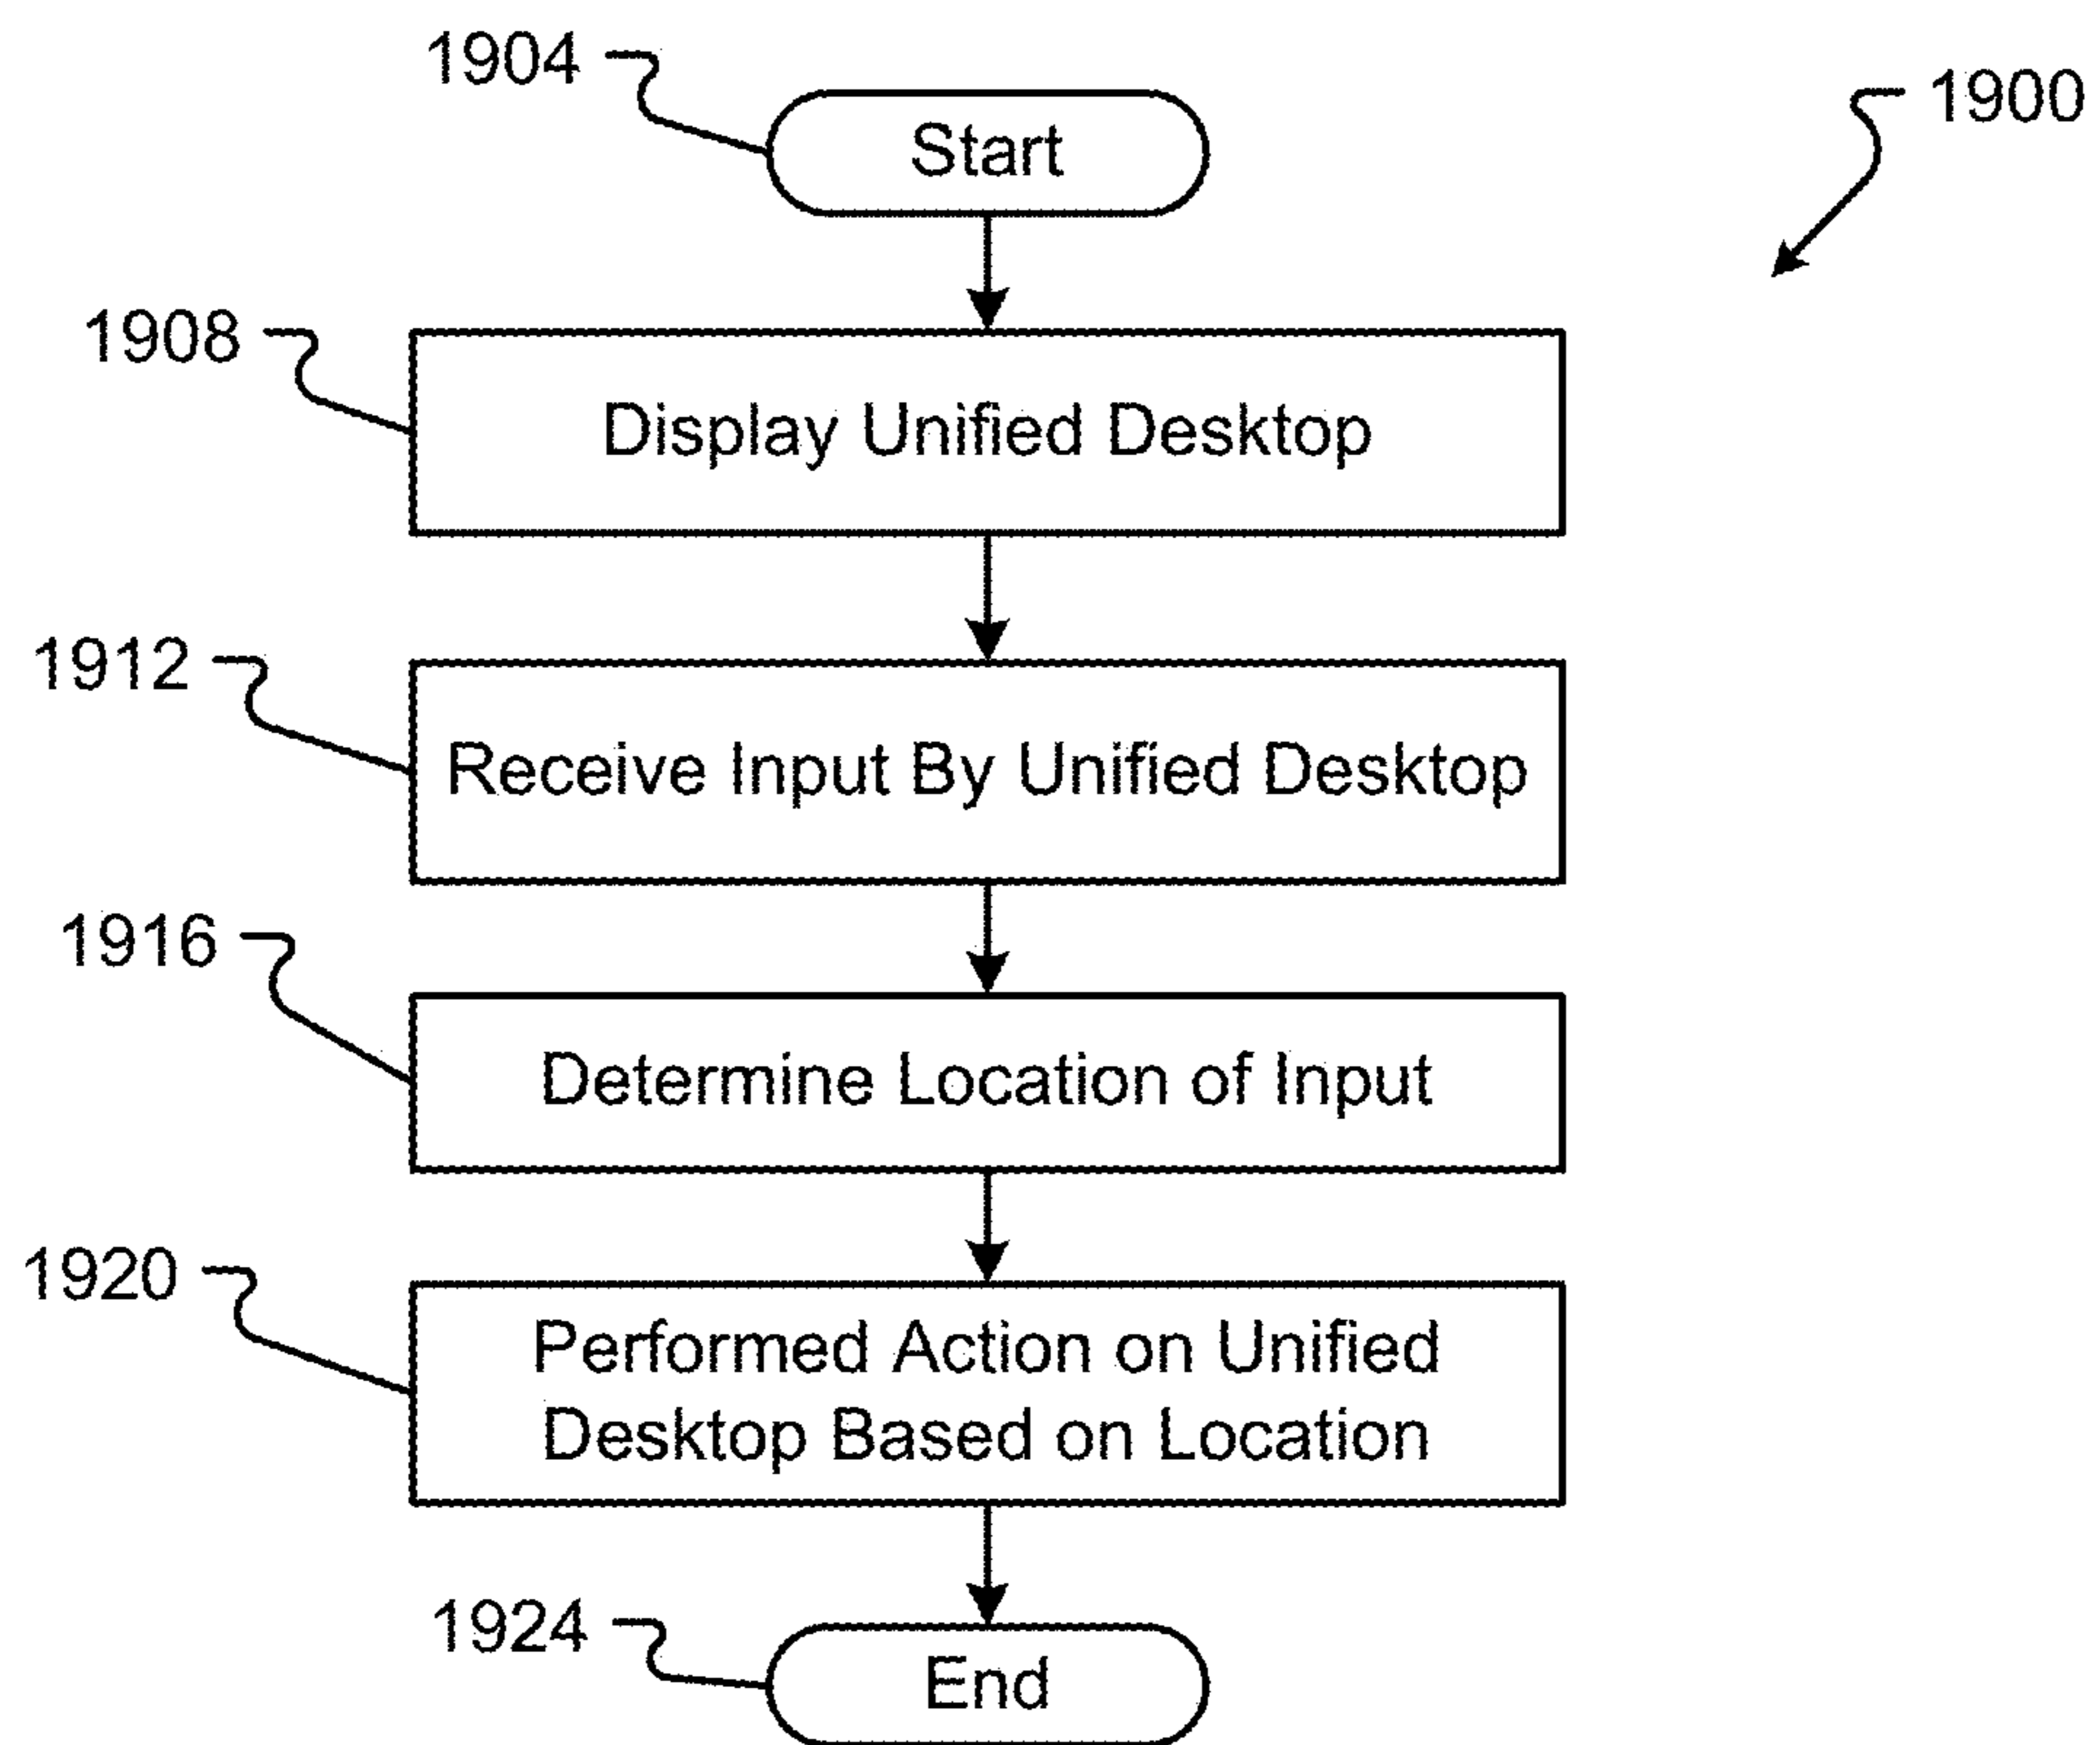 1904
Start
1900
1908
Display Unified Desktop
1912
Receive Input By Unified Desktop
1916
Determine Location of Input
1920
Performed Action on Unified
Desktop Based on Location
1924
End